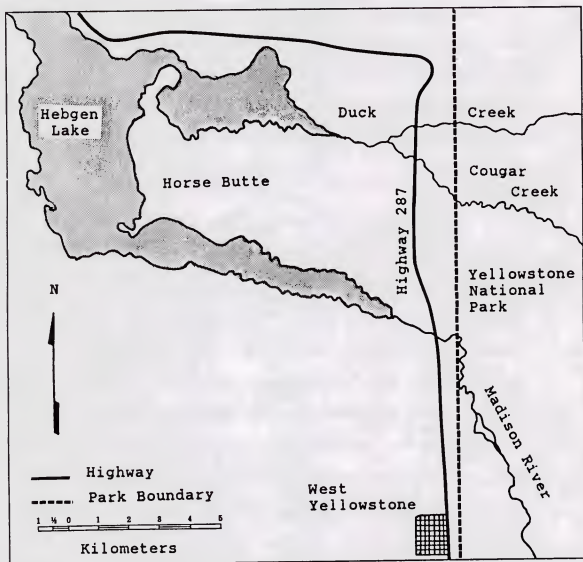 Hebgen
Lake
Duck
Creek
Horse Butte
Cougar
Creek
Highway 287
Yellowstone
National
Park
N
Madison River
Highway
Park Boundary
West
Yellowstone
1 ½ 0 1 2 3 4 5
Kilometers